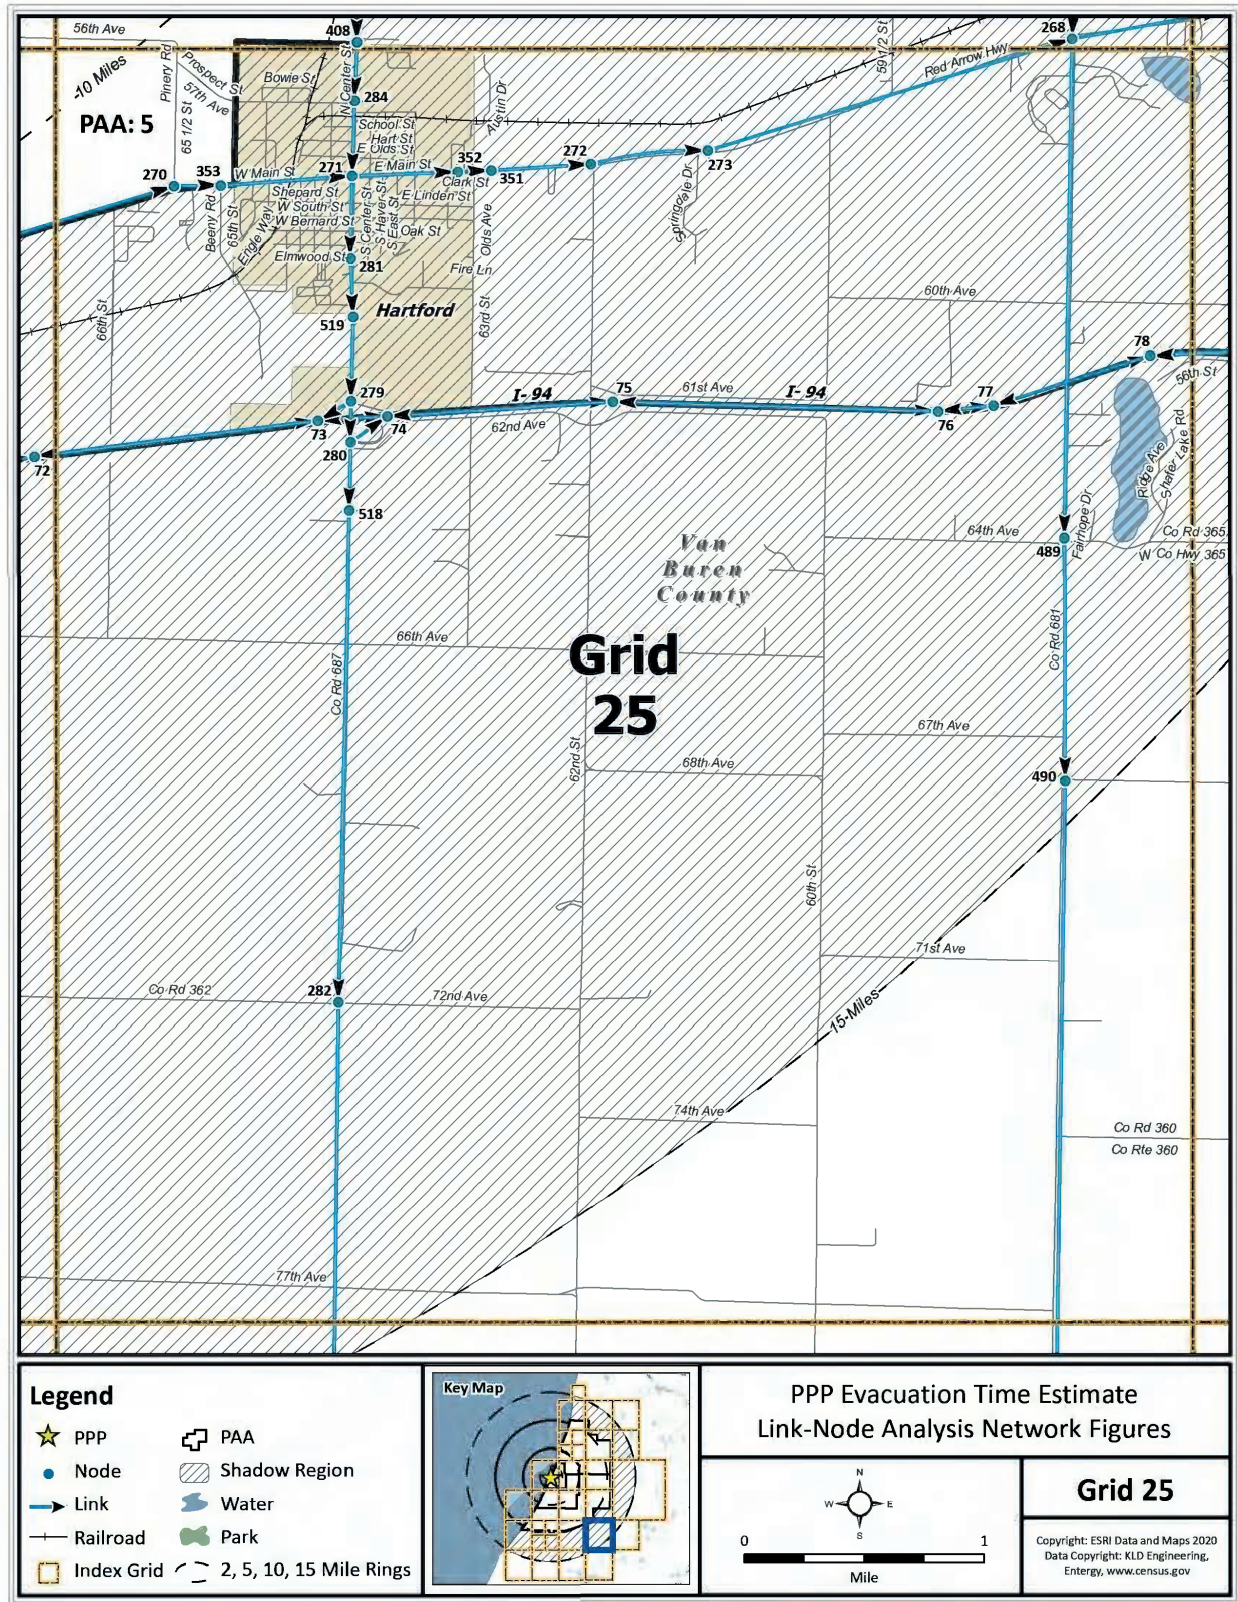 56th Ave
-10 Miles
PAA: 5
Pinery Rd
Prospect St
57th Ave
65 1/2 St
408
Bowie St
N Center St
284
School St
Hart St
E Olds St
Austin Dr
59 1/2 St
Red Arrow Hwy
268
270
353
W Main St
271
E Main St
352
351
Clark St
272
273
Shepard St
E Linden St
W South St
W Bernard St
S Center St
S Haver St
S East St
Oak St
Olds Ave
Beeny Rd
65th St
Engle Way
Elmwood St
281
Fire Ln
Springdale Dr
66th St
519
Hartford
63rd St
60th Ave
78
56th St
279
I- 94
75
61st Ave
I- 94
77
73
74
62nd Ave
76
280
72
518
Ridge Ave
Shafer Lake Rd
Fairhope Dr
64th Ave
489
Co Rd 365
W Co Hwy 365
Van
Buren
County
66th Ave
Grid
25
Co Rd 687
Co Rd 681
67th Ave
62nd St
68th Ave
490
60th St
71st Ave
Co Rd 362
282
72nd Ave
15-Miles
74th Ave
Co Rd 360
Co Rte 360
77th Ave
Legend
PPP
PAA
Node
Shadow Region
Link
Water
Railroad
Park
Index Grid
2, 5, 10, 15 Mile Rings
Key Map
PPP Evacuation Time Estimate
Link-Node Analysis Network Figures
N
W
E
S
0
1
Mile
Grid 25
Copyright: ESRI Data and Maps 2020
Data Copyright: KLD Engineering,
Entergy, www.census.gov